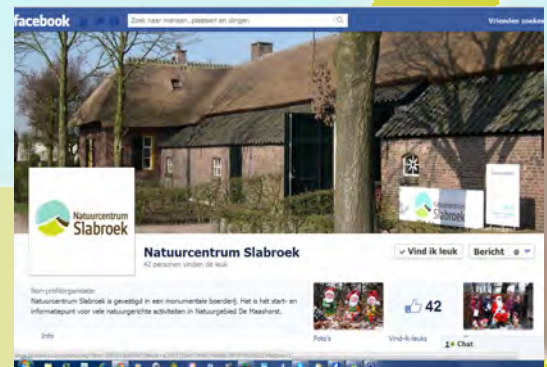 facebook
Zoek naar mensen, plaatsen en dingen
Vrienden zoeken
Natuurcentrum
Slabroek
Natuurcentrum
Slabroek
Natuurcentrum Slabroek
42 personen vinden dit leuk
Vind ik leuk
Bericht
Non-profitorganisatie
Natuurcentrum Slabroek is gevestigd in een monumentale boerderij. Het is hét start- en
informatiepunt voor vele natuurgerichte activiteiten in Natuurgebied De Maashorst.
Info
Foto's
42
Vind-ik-leuks
Chat